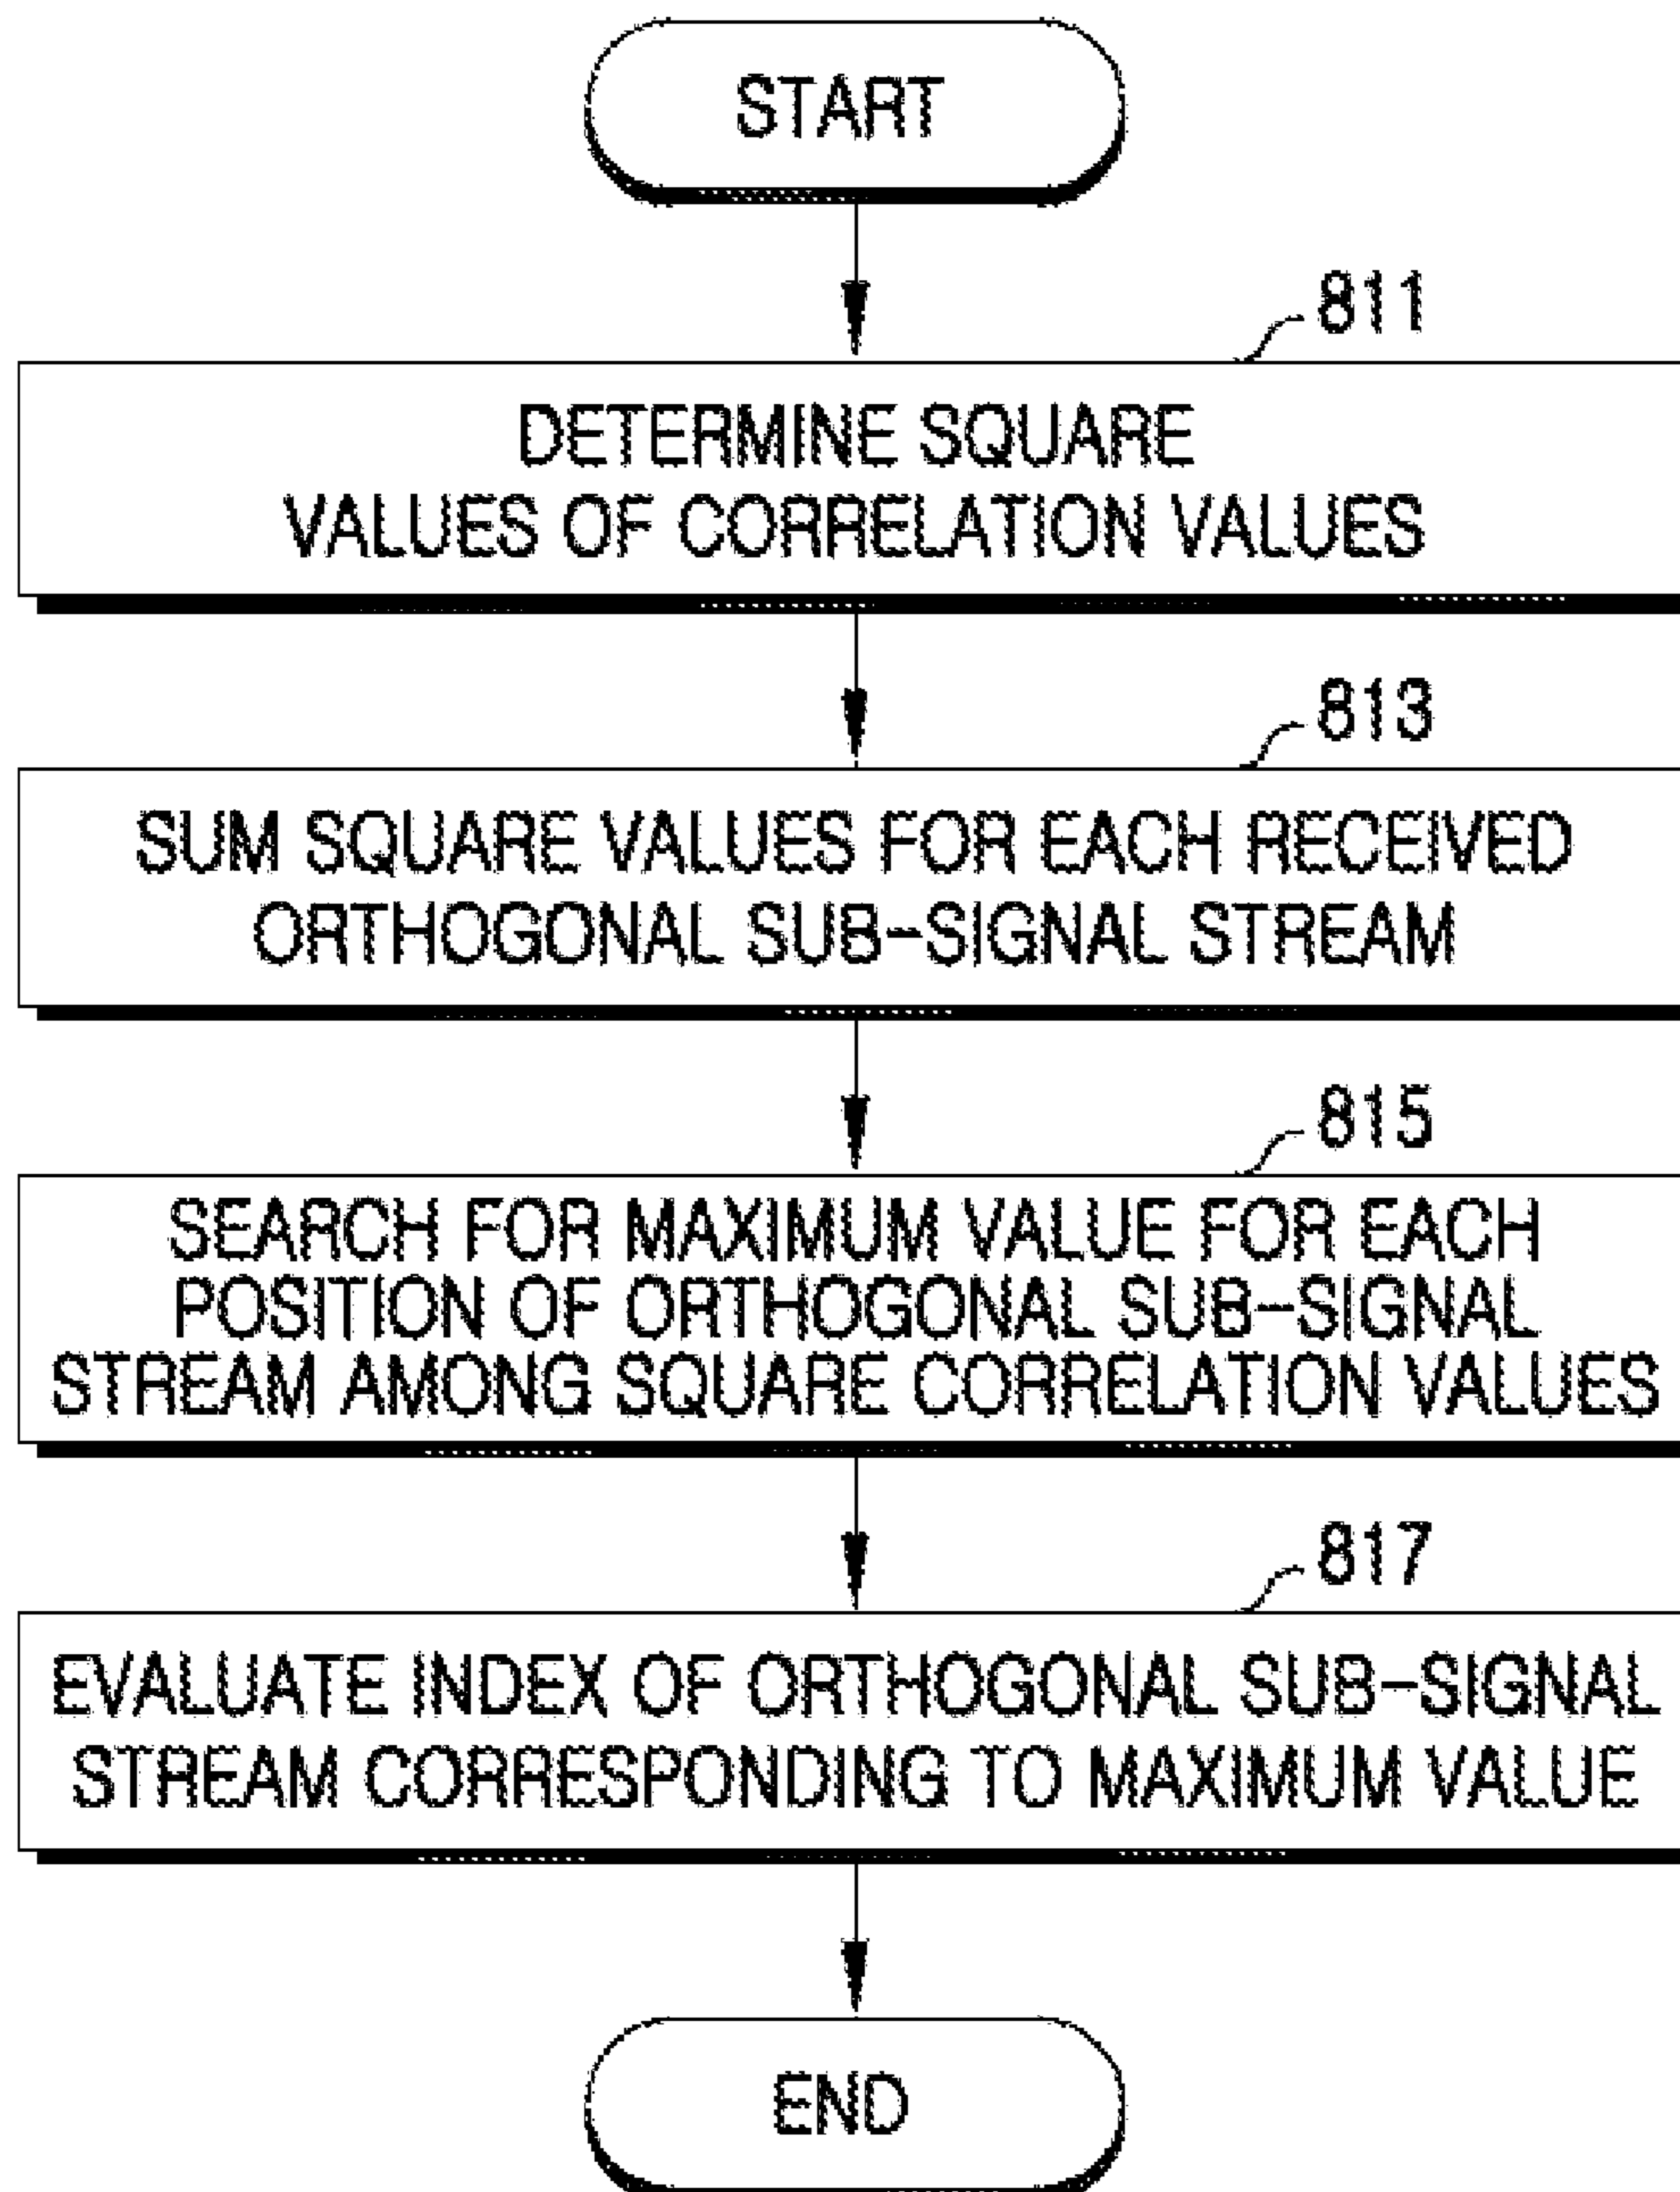 START
811
DETERMINE SQUARE
VALUES OF CORRELATION VALUES
813
SUM SQUARE VALUES FOR EACH RECEIVED
ORTHOGONAL SUB-SIGNAL STREAM
815
SEARCH FOR MAXIMUM VALUE FOR EACH
POSITION OF ORTHOGONAL SUB-SIGNAL
STREAM AMONG SQUARE CORRELATION VALUES
817
EVALUATE INDEX OF ORTHOGONAL SUB-SIGNAL
STREAM CORRESPONDING TO MAXIMUM VALUE
END